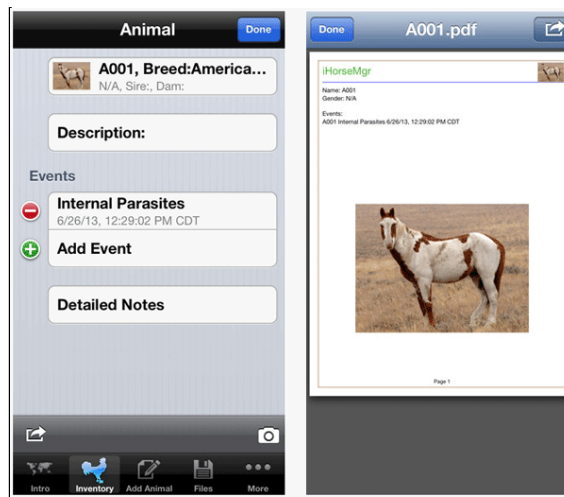 Animal
Done
A001, Breed:America...
N/A, Sire:, Dam:
Description:
Events
Internal Parasites
6/26/13, 12:29:02 PM CDT
Add Event
Detailed Notes
Intro
Inventory
Add Animal
Files
More
Done
A001.pdf
iHorseMgr
Name: A001
Gender: N/A
Events:
A001 Internal Parasites 6/26/13, 12:29:02 PM CDT
Page 1